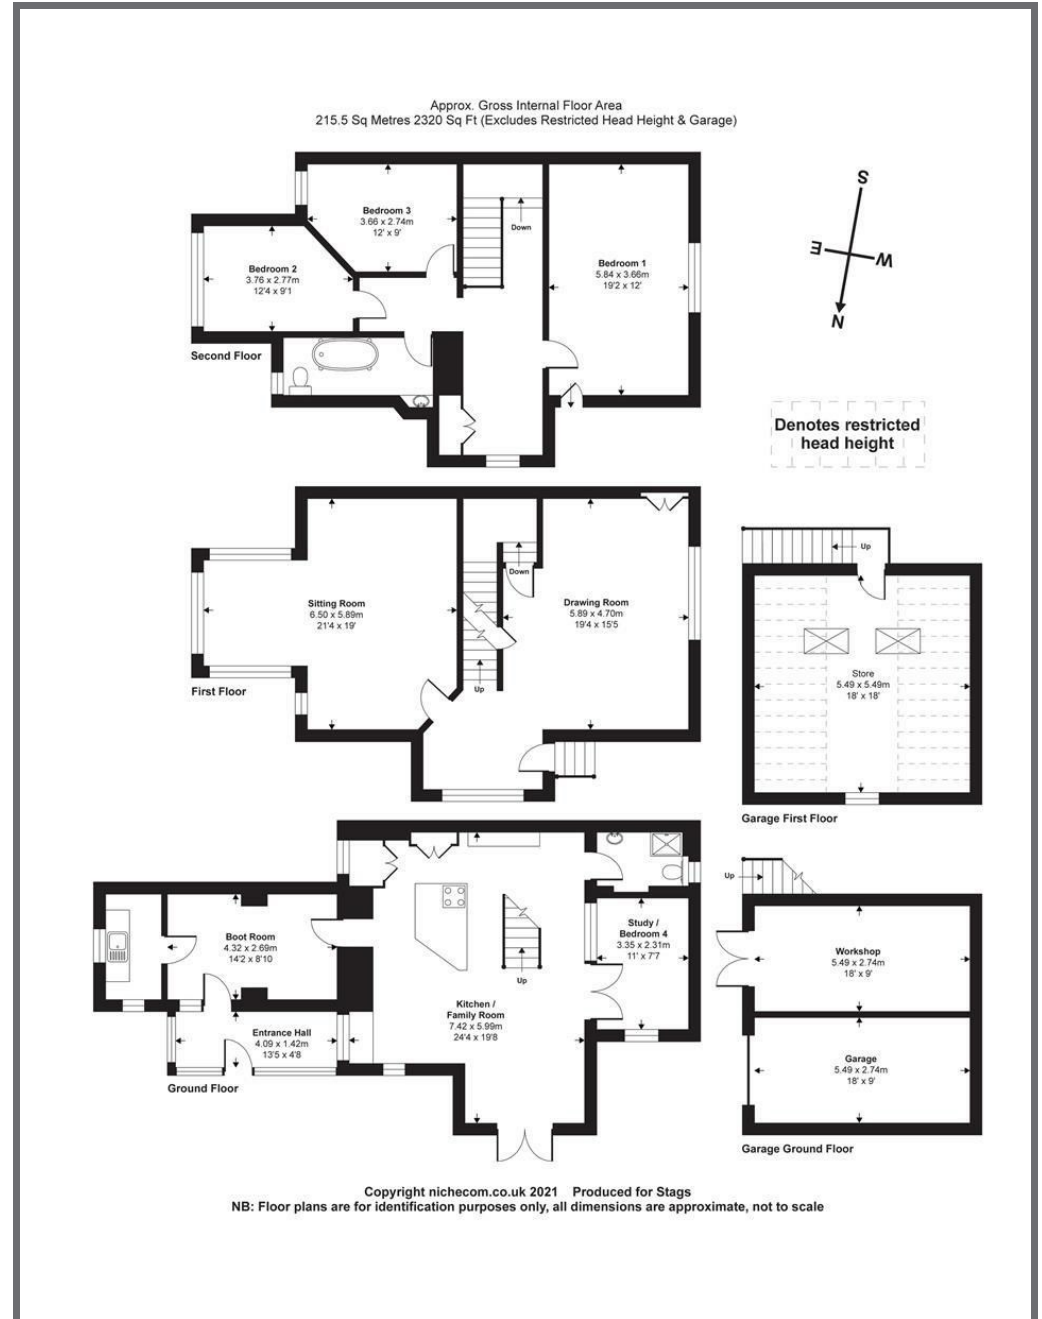 Approx. Gross Internal Floor Area
215.5 Sq Metres 2320 Sq Ft (Excludes Restricted Head Height & Garage)
Bedroom 3
3.66 x 2.74m
12' x 9'
Down
Bedroom 1
5.84 x 3.66m
19'2 x 12'
Bedroom 2
3.76 x 2.77m
12'4 x 9'1
Second Floor
S
E
W
N
Denotes restricted
head height
Sitting Room
6.50 x 5.89m
21'4 x 19'
Down
Drawing Room
5.89 x 4.70m
19'4 x 15'5
Up
First Floor
Up
Store
5.49 x 5.49m
18' x 18'
Garage First Floor
Boot Room
4.32 x 2.69m
14'2 x 8'10
Study /
Bedroom 4
3.35 x 2.31m
11' x 7'7
Up
Kitchen /
Family Room
7.42 x 5.99m
24'4 x 19'8
Entrance Hall
4.09 x 1.42m
13'5 x 4'8
Ground Floor
Up
Workshop
5.49 x 2.74m
18' x 9'
Garage
5.49 x 2.74m
18' x 9'
Garage Ground Floor
Copyright nichecom.co.uk 2021 Produced for Stags
NB: Floor plans are for identification purposes only, all dimensions are approximate, not to scale